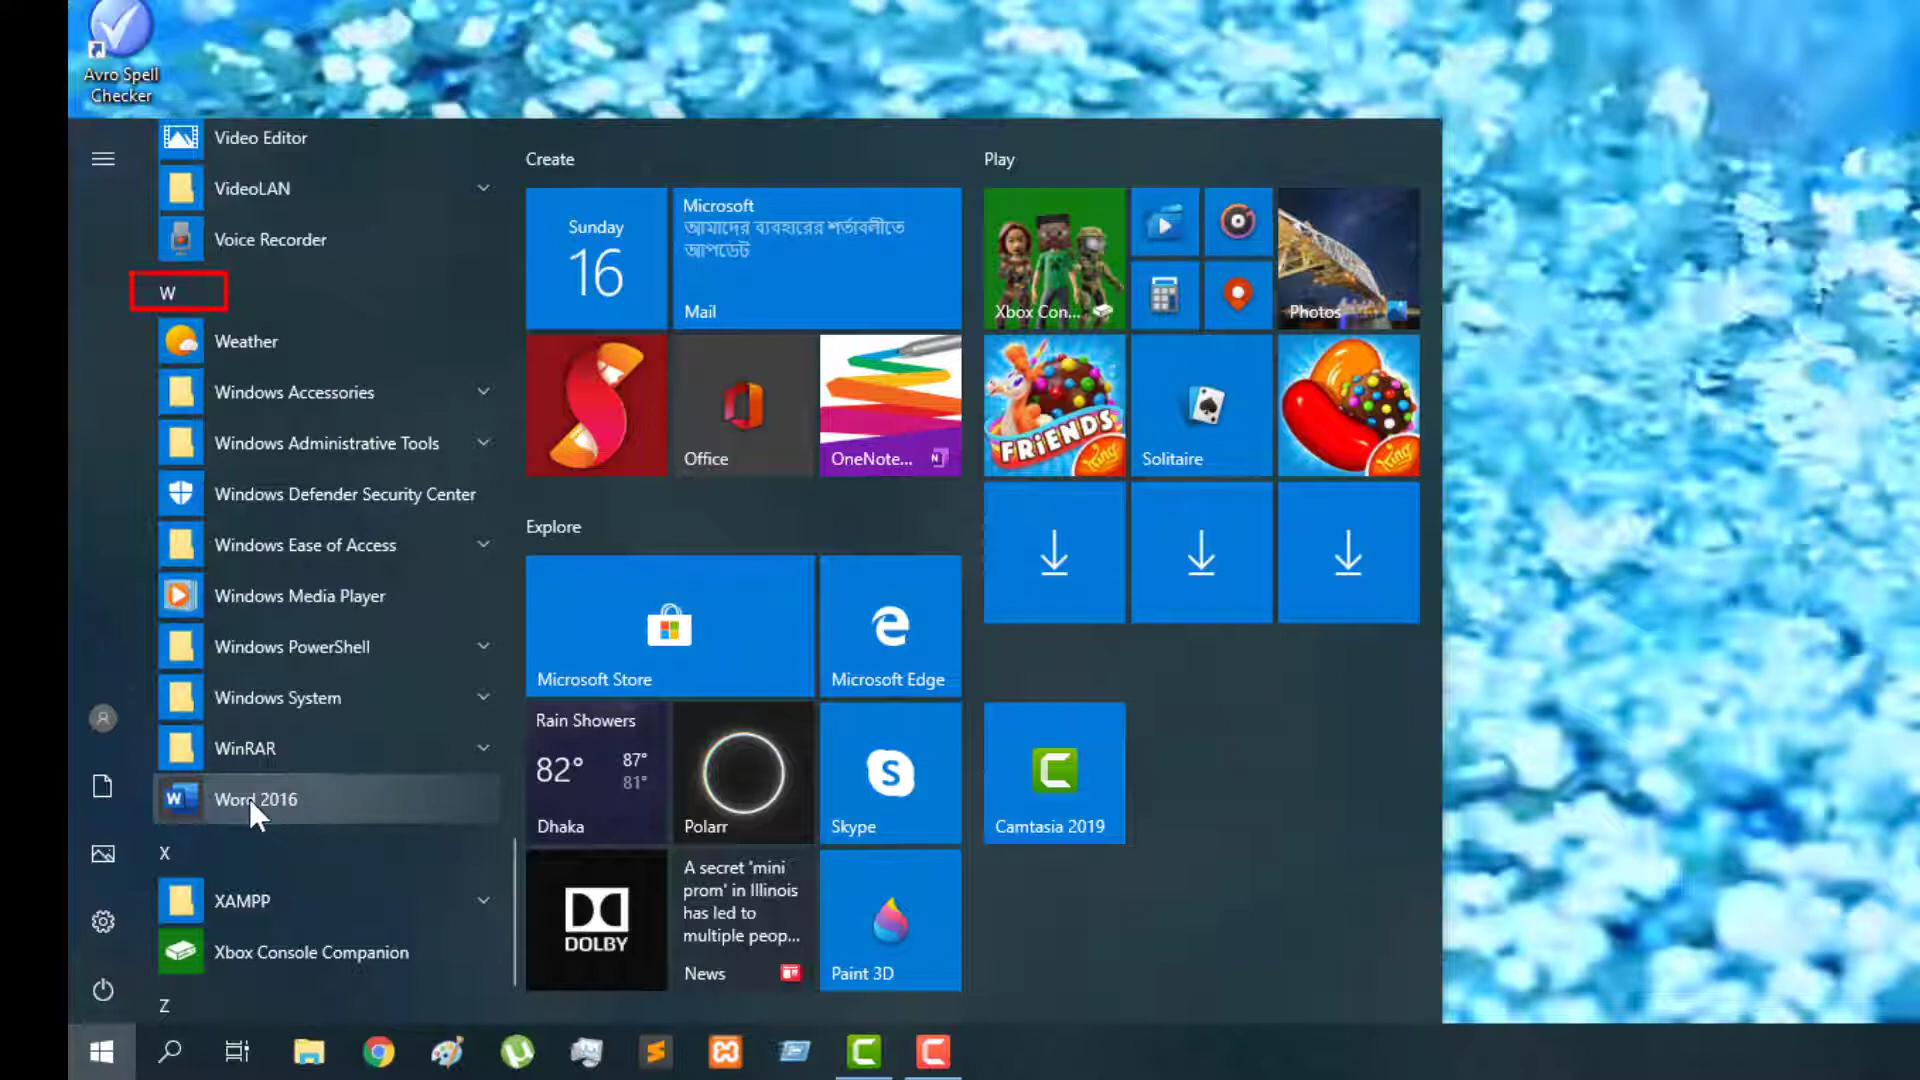 Avro Spell
Checker
Video Editor
VideoLAN
Voice Recorder
W
Weather
Windows Accessories
Windows Administrative Tools
Windows Defender Security Center
Windows Ease of Access
Windows Media Player
Windows PowerShell
Windows System
WinRAR
Word 2016
X
XAMPP
Xbox Console Companion
Z
Create
Sunday
16
Microsoft
আমাদের ব্যবহারের শর্তাবলীতে
আপডেট
Mail
Office
OneNote...
Explore
Microsoft Store
Microsoft Edge
Rain Showers
82° 87°
81°
Dhaka
Polarr
Skype
DOLBY
A secret 'mini
prom' in Illinois
has led to
multiple peop...
News
Paint 3D
Play
Xbox Con...
Photos
FRIENDS
King
Solitaire
King
Camtasia 2019